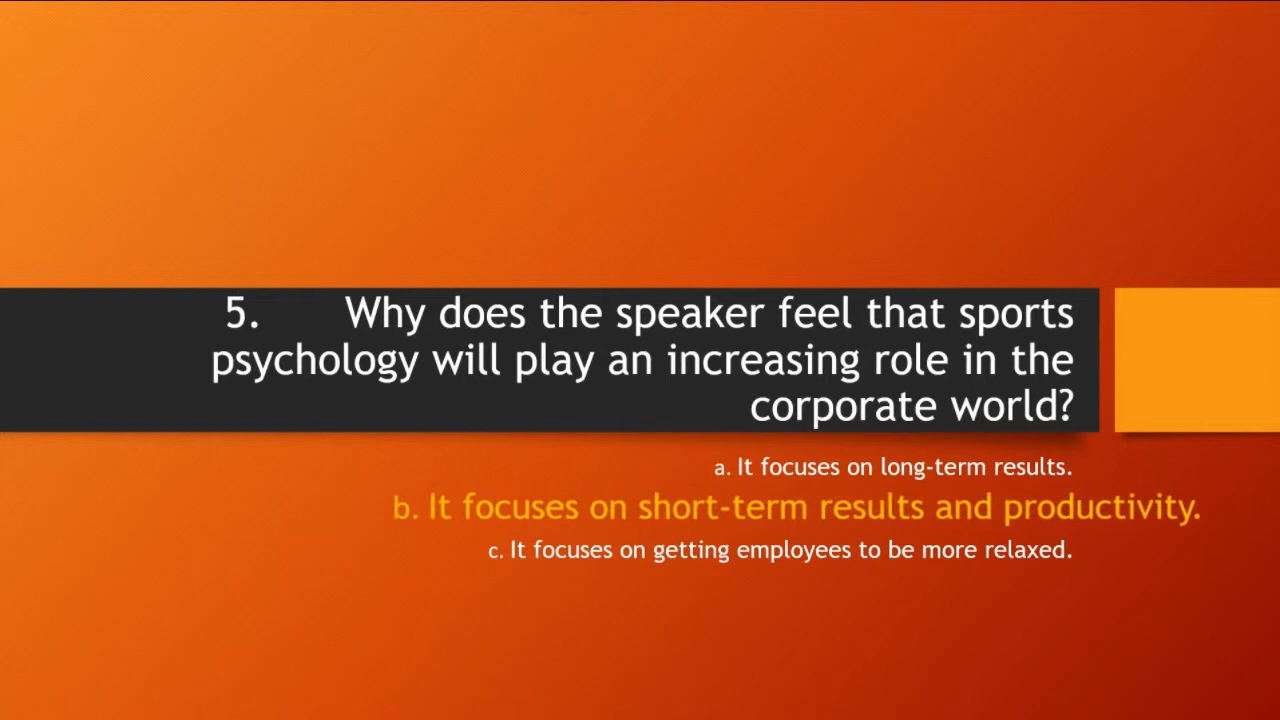 5. Why does the speaker feel that sports
psychology will play an increasing role in the
corporate world?
a. It focuses on long-term results.
b. It focuses on short-term results and productivity.
c. It focuses on getting employees to be more relaxed.